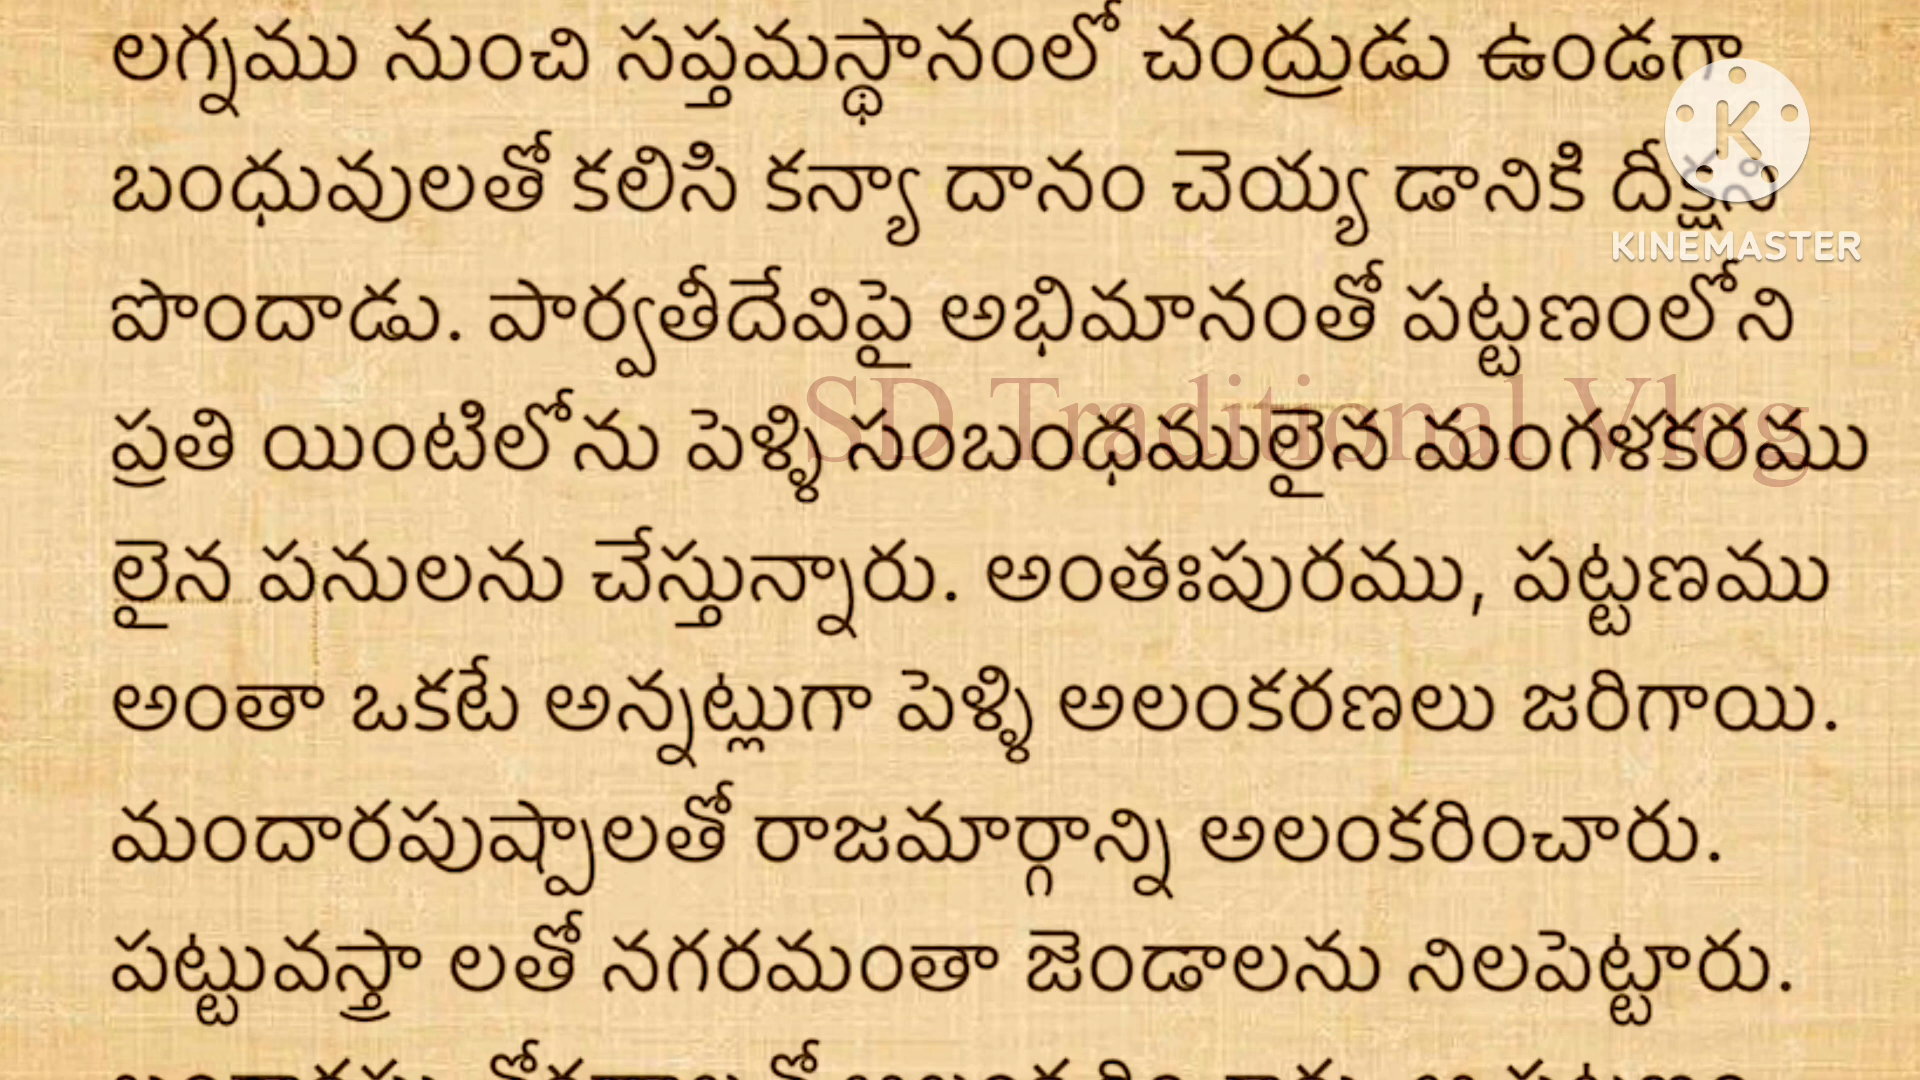 లగ్నము నుంచి సప్తమస్థానంలో చంద్రుడు ఉండగా
బంధువులతో కలిసి కన్యా దానం చెయ్య డానికి దీక్షని
పొందాడు. పార్వతీదేవిపై అభిమానంతో పట్టణంలోని
ప్రతి యింటిలోను పెళ్ళి సంబంధములైన మంగళకరము
లైన పనులను చేస్తున్నారు. అంతఃపురము, పట్టణము
అంతా ఒకటే అన్నట్లుగా పెళ్ళి అలంకరణలు జరిగాయి.
మందారపుష్పాలతో రాజమార్గాన్ని అలంకరించారు.
పట్టువస్త్రా లతో నగరమంతా జెండాలను నిలపెట్టారు.
KINEMASTER
SD Traditional Vlog